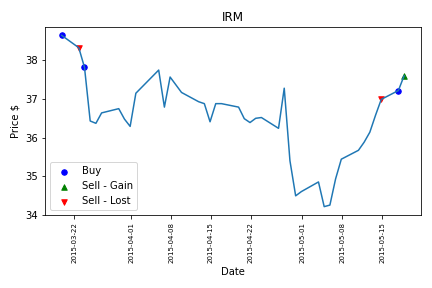 IRM
Price $
38
37
36
35
34
Buy
Sell - Gain
Sell - Lost
2015-03-22
2015-04-01
2015-04-08
2015-04-15
2015-04-22
2015-05-01
2015-05-08
2015-05-15
Date